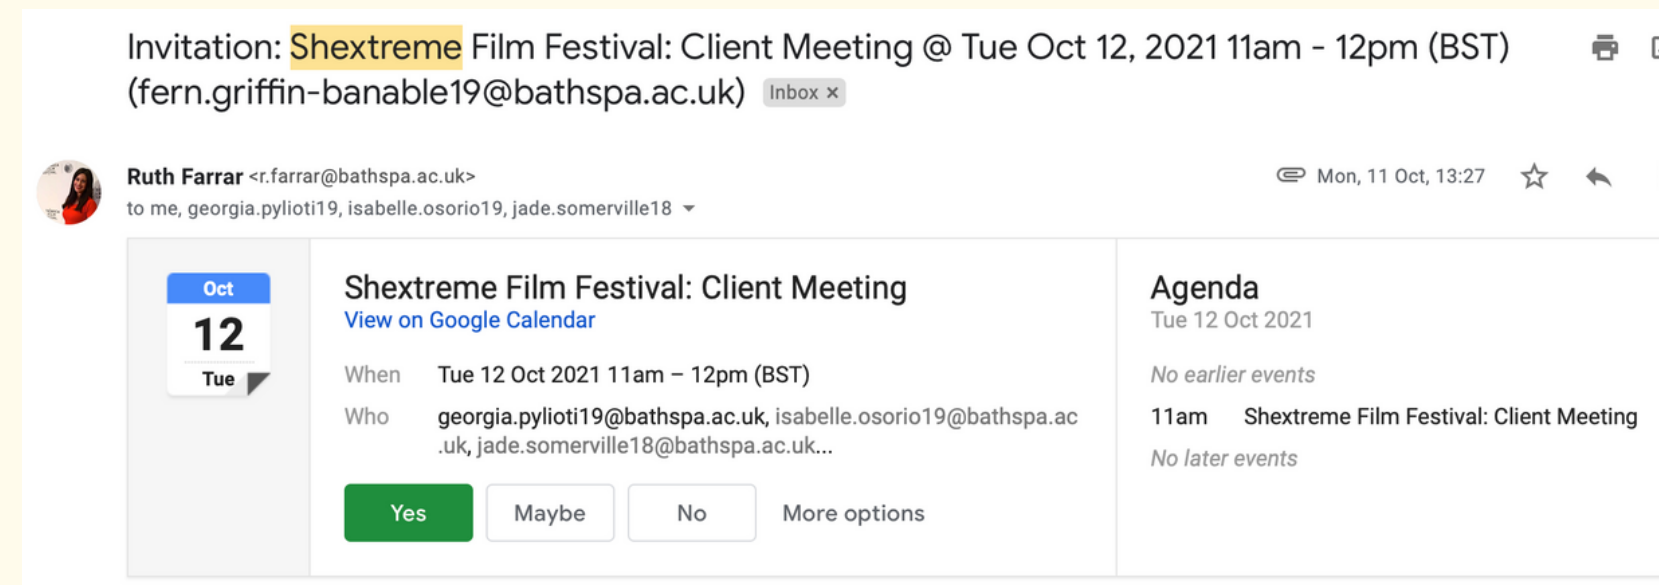 Invitation: Shextreme Film Festival: Client Meeting @ Tue Oct 12, 2021 11am - 12pm (BST)
(fern.griffin-banable19@bathspa.ac.uk) Inbox ×
Ruth Farrar <r.farrar@bathspa.ac.uk>
Mon, 11 Oct, 13:27
to me, georgia.pylioti19, isabelle.osorio19, jade.somerville18
Oct
12
Tue
Shextreme Film Festival: Client Meeting
View on Google Calendar
When Tue 12 Oct 2021 11am – 12pm (BST)
Who georgia.pylioti19@bathspa.ac.uk, isabelle.osorio19@bathspa.ac
.uk, jade.somerville18@bathspa.ac.uk...
Yes Maybe No More options
Agenda
Tue 12 Oct 2021
No earlier events
11am Shextreme Film Festival: Client Meeting
No later events